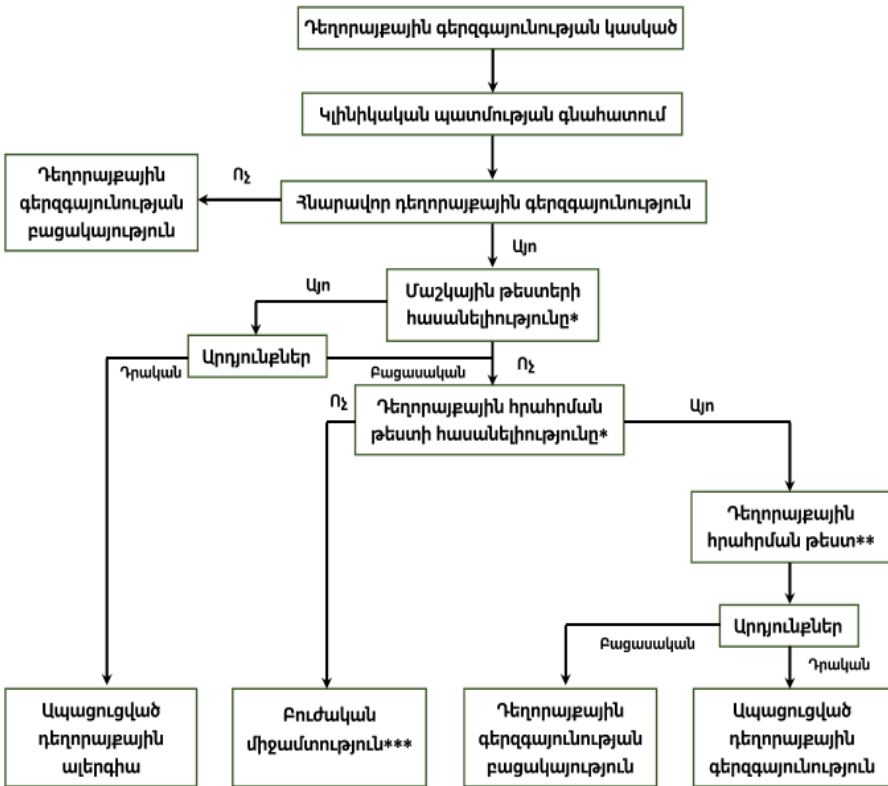 Դեղորայքային գերզգայունության կասկած
Կլինիկական պատմության գնահատում
Դեղորայքային
գերզգայունության
բացակայություն
Ոչ
Հնարավոր դեղորայքային գերզգայունություն
Այո
Այո
Մաշկային թեստերի
հասանելիությունը*
Արդյունքներ
Դրական
Բացասական
Ոչ
Ոչ
Դեղորայքային հրահրման
թեստի հասանելիությունը*
Այո
Դեղորայքային
հրահրման թեստ**
Արդյունքներ
Բացասական
Դրական
Ապացուցված
դեղորայքային
ալերգիա
Բուժական
միջամտություն***
Դեղորայքային
գերզգայունության
բացակայություն
Ապացուցված
դեղորայքային
գերզգայունություն